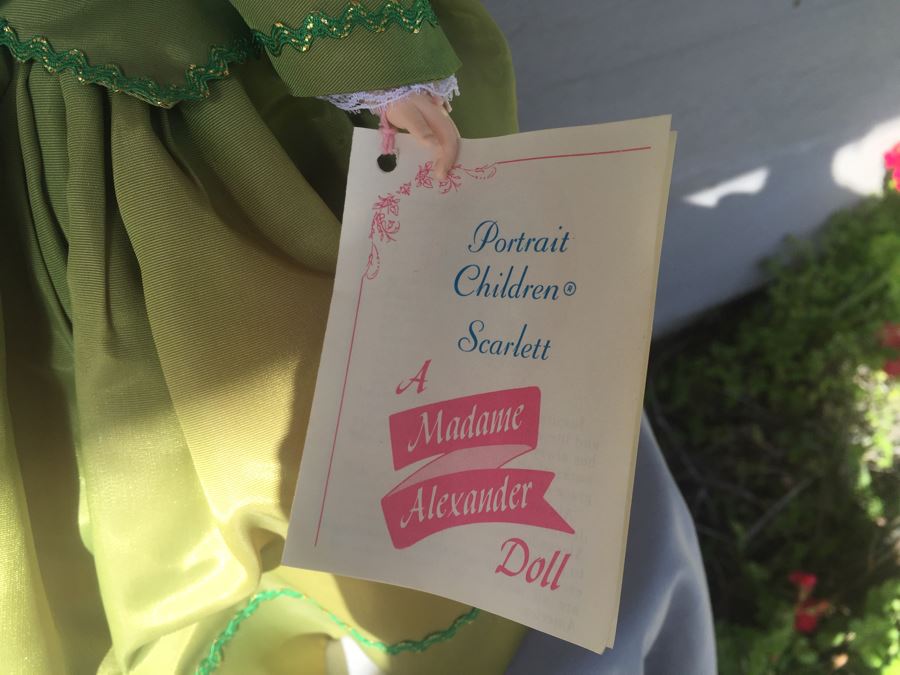 Portrait
Children®
Scarlett
A
Madame
Alexander
Doll